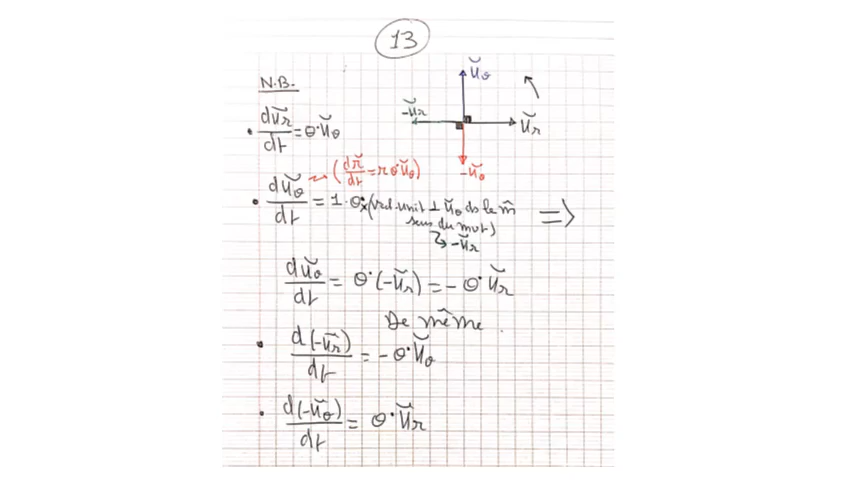 13
N.B.
ŭθ
-ŭr
ŭr
-ŭθ
• dŭr/dt = θ˙ŭθ
(dr̆/dt = rθ˙ŭθ)
• dŭθ/dt = 1·θ˙×(vect. unit ⊥ ŭθ ds le m̂
sens du mvt) ⇒
↳ -ŭr
dŭθ/dt = θ˙(-ŭr) = -θ˙ŭr
De même.
• d(-ŭr)/dt = -θ˙ŭθ
• d(-ŭθ)/dt = θ˙ŭr